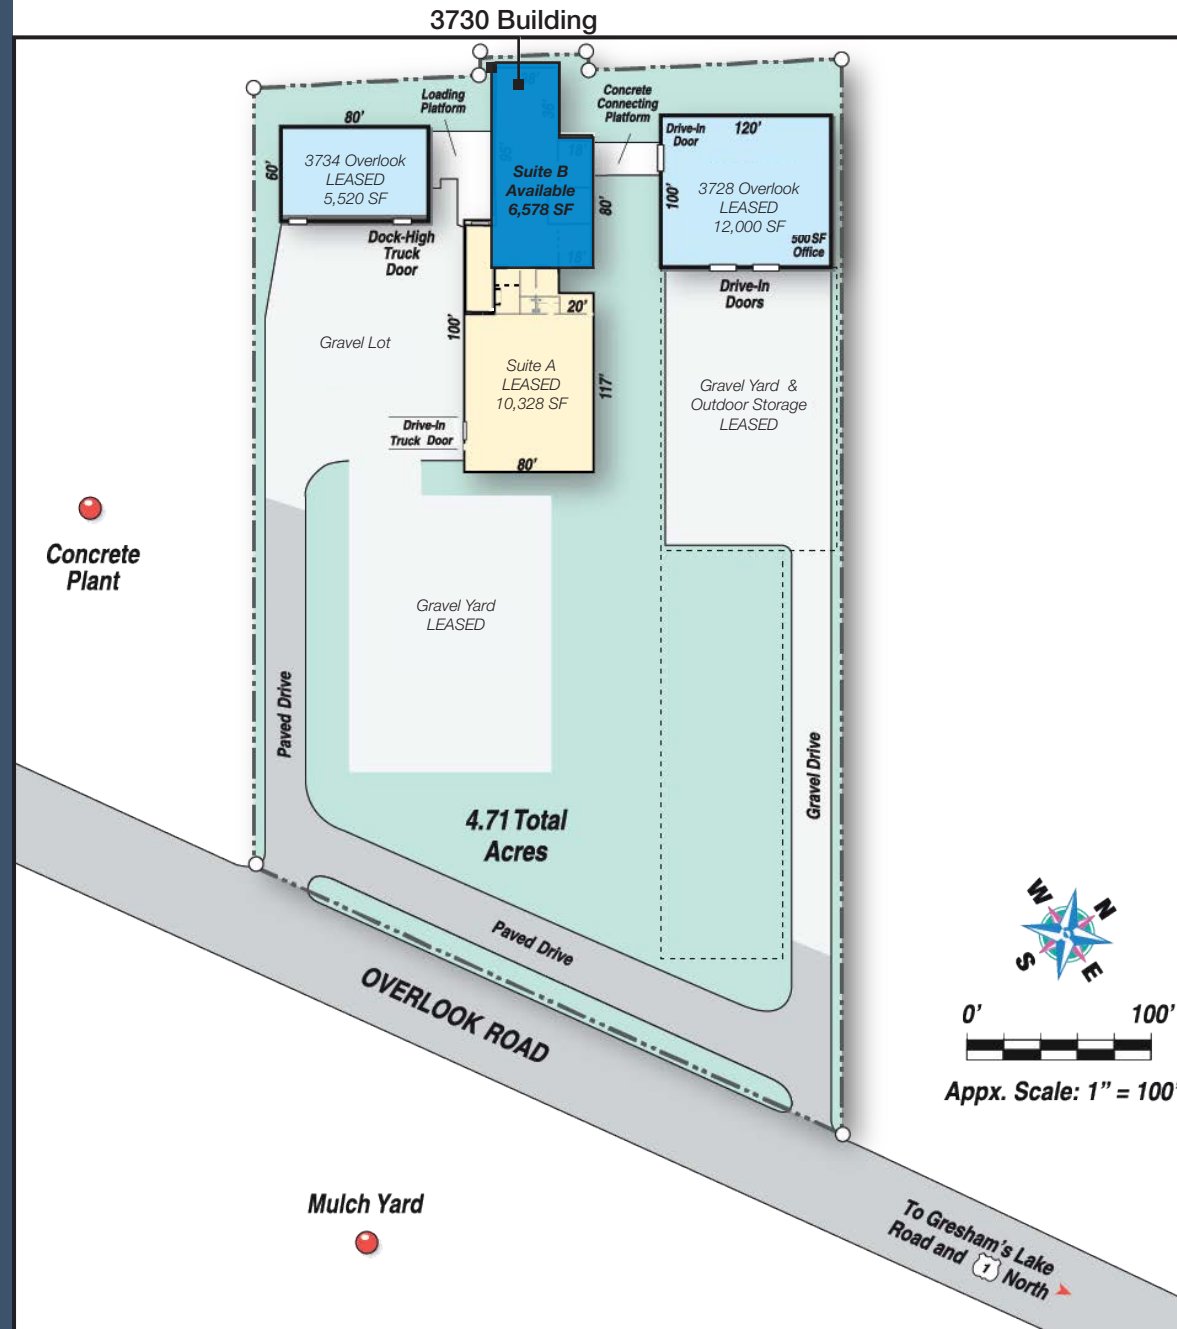 3730 Building
Loading
Platform
Concrete
Connecting
Platform
80'
60'
3734 Overlook
LEASED
5,520 SF
Dock-High
Truck
Door
36'
18'
Suite B
Available
6,578 SF
80'
18'
Drive-In
Door
120'
100'
3728 Overlook
LEASED
12,000 SF
500 SF
Office
Drive-In
Doors
20'
100'
Gravel Lot
Suite A
LEASED
10,328 SF
117'
Drive-In
Truck Door
80'
Gravel Yard &
Outdoor Storage
LEASED
Concrete
Plant
Gravel Yard
LEASED
Paved Drive
Gravel Drive
4.71 Total
Acres
Paved Drive
OVERLOOK ROAD
W
N
S
E
0'
100'
Appx. Scale: 1” = 100'
Mulch Yard
To Gresham's Lake
Road and 1 North